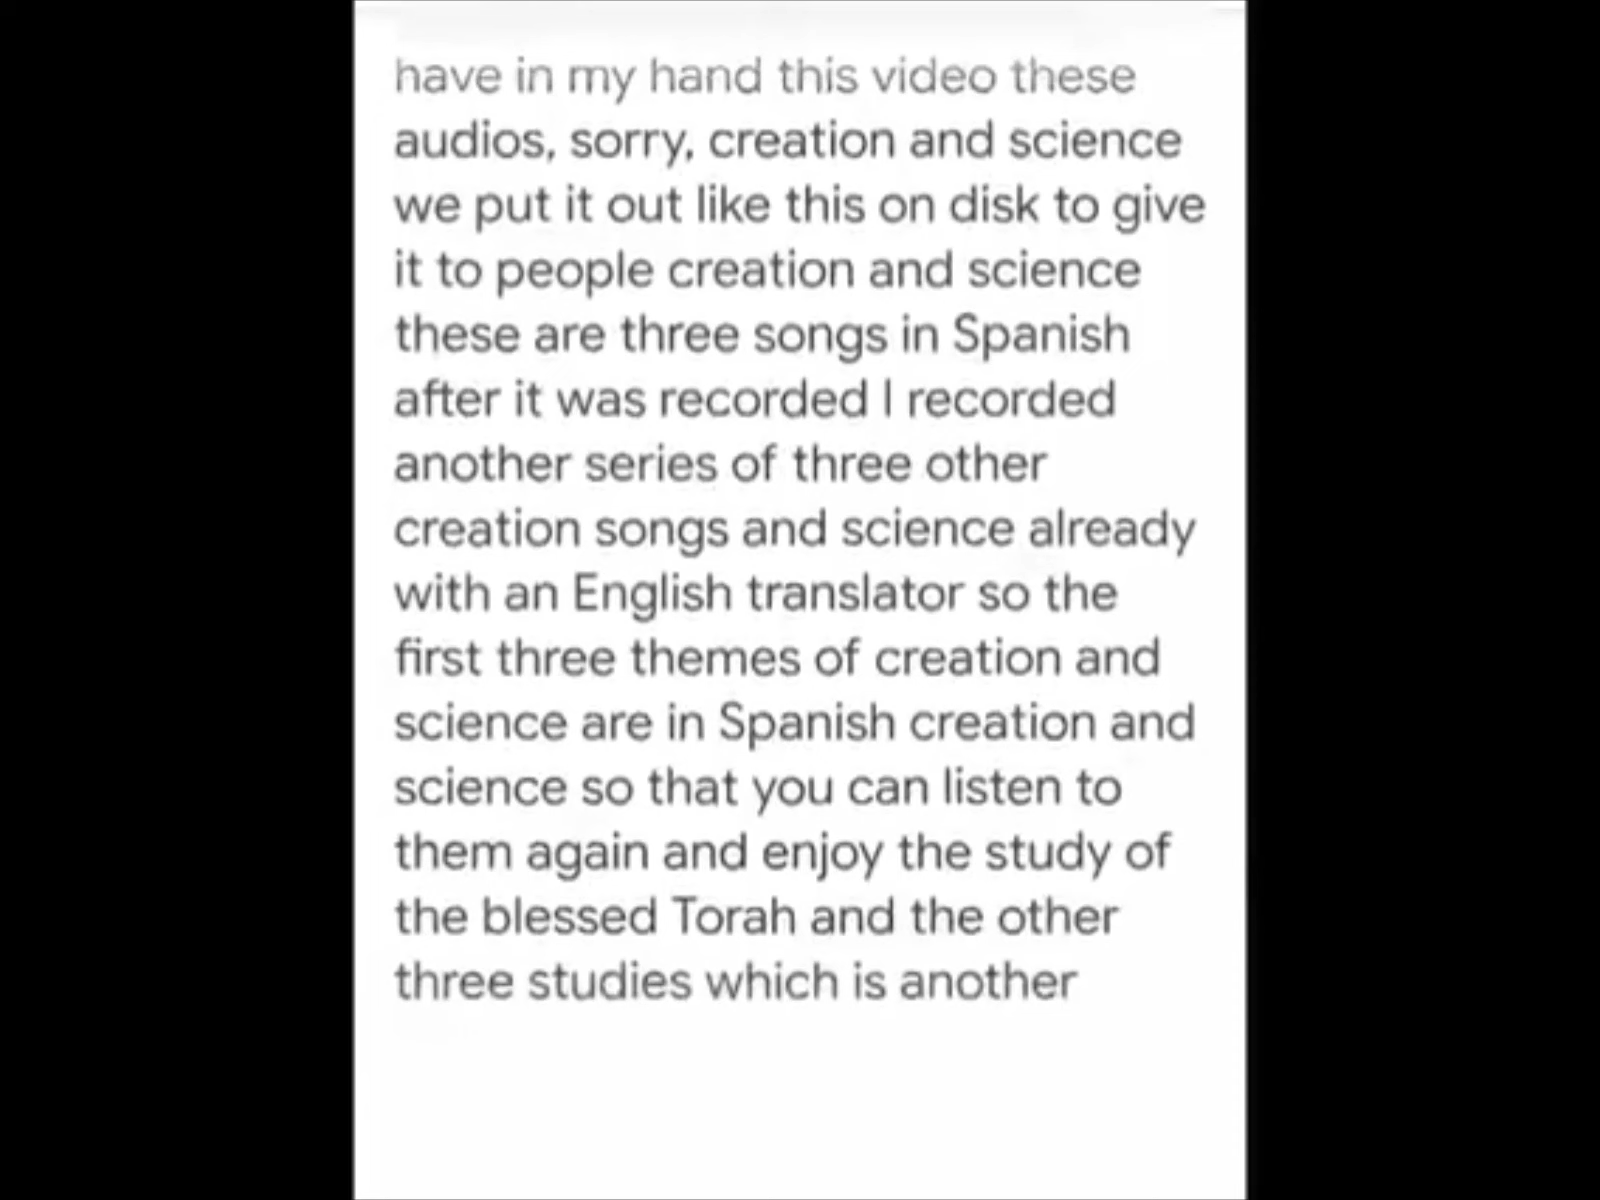 have in my hand this video these
audios, sorry, creation and science
we put it out like this on disk to give
it to people creation and science
these are three songs in Spanish
after it was recorded I recorded
another series of three other
creation songs and science already
with an English translator so the
first three themes of creation and
science are in Spanish creation and
science so that you can listen to
them again and enjoy the study of
the blessed Torah and the other
three studies which is another